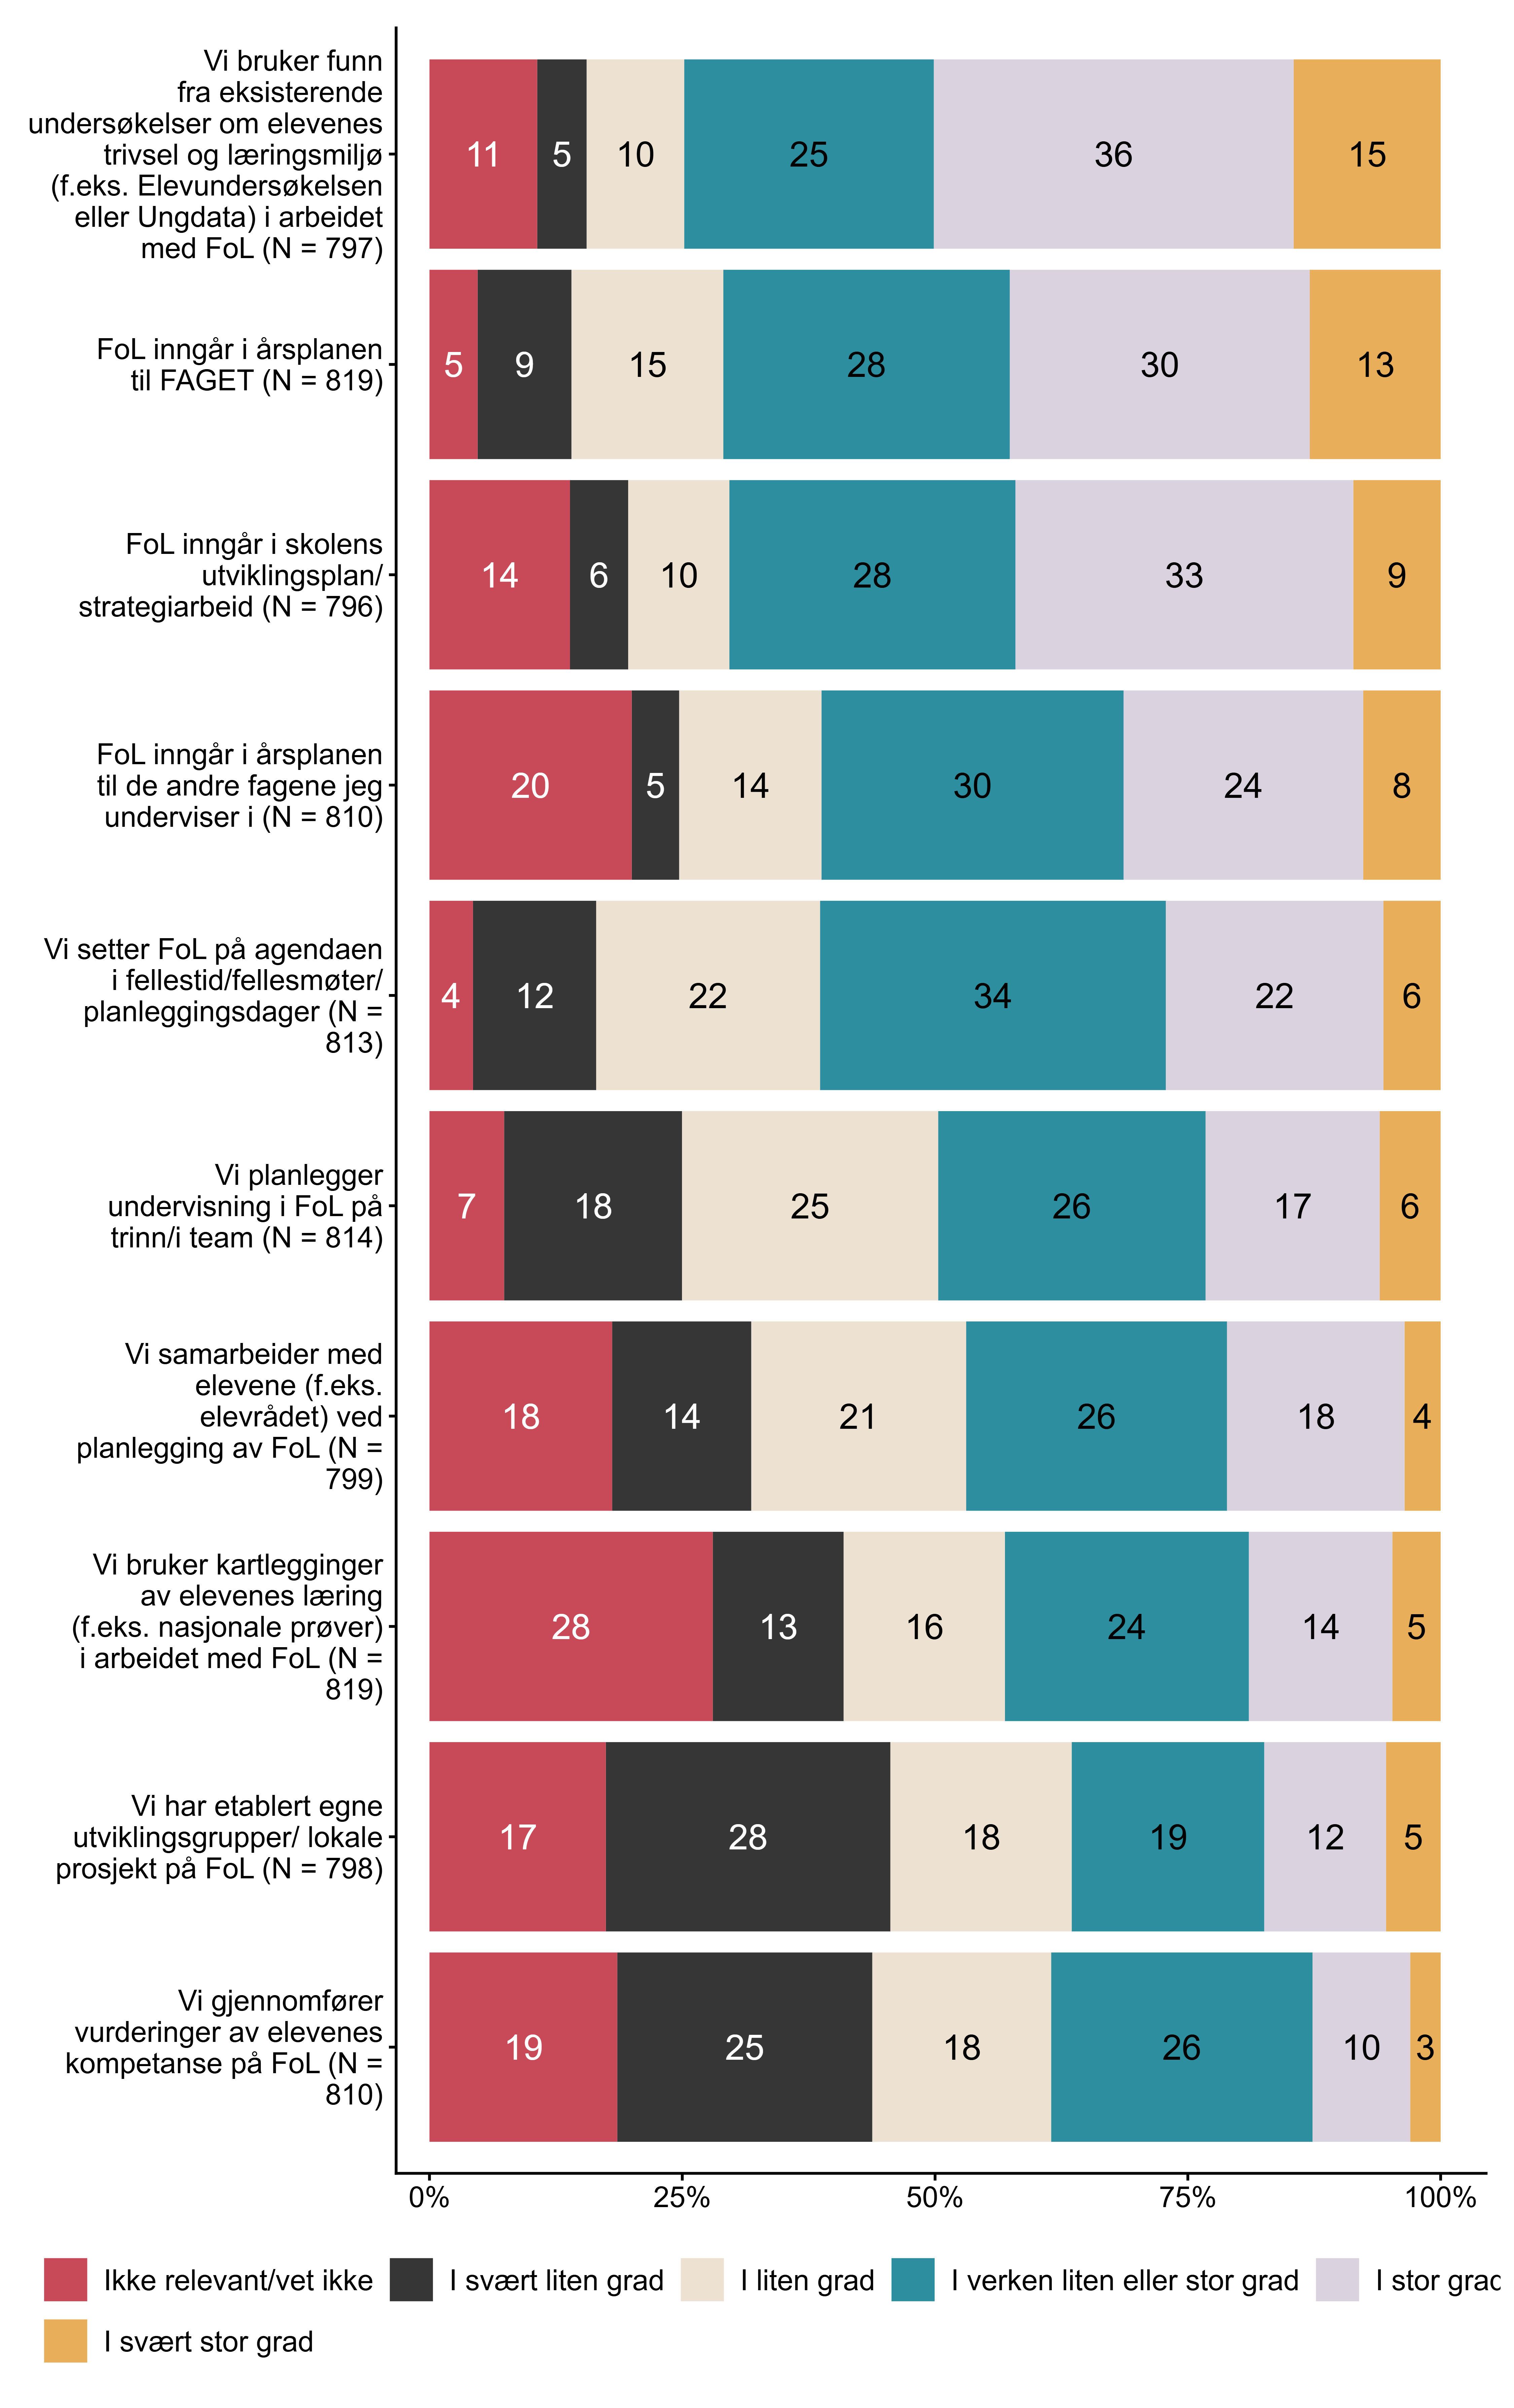 Vi bruker funn
fra eksisterende
undersøkelser om elevenes
trivsel og læringsmiljø
(f.eks. Elevundersøkelsen
eller Ungdata) i arbeidet
med FoL (N = 797)
11 5 10 25 36 15
FoL inngår i årsplanen
til FAGET (N = 819)
5 9 15 28 30 13
FoL inngår i skolens
utviklingsplan/
strategiarbeid (N = 796)
14 6 10 28 33 9
FoL inngår i årsplanen
til de andre fagene jeg
underviser i (N = 810)
20 5 14 30 24 8
Vi setter FoL på agendaen
i fellestid/fellesmøter/
planleggingsdager (N =
813)
4 12 22 34 22 6
Vi planlegger
undervisning i FoL på
trinn/i team (N = 814)
7 18 25 26 17 6
Vi samarbeider med
elevene (f.eks.
elevrådet) ved
planlegging av FoL (N =
799)
18 14 21 26 18 4
Vi bruker kartlegginger
av elevenes læring
(f.eks. nasjonale prøver)
i arbeidet med FoL (N =
819)
28 13 16 24 14 5
Vi har etablert egne
utviklingsgrupper/ lokale
prosjekt på FoL (N = 798)
17 28 18 19 12 5
Vi gjennomfører
vurderinger av elevenes
kompetanse på FoL (N =
810)
19 25 18 26 10 3
0% 25% 50% 75% 100%
Ikke relevant/vet ikke I svært liten grad I liten grad I verken liten eller stor grad I stor grad
I svært stor grad